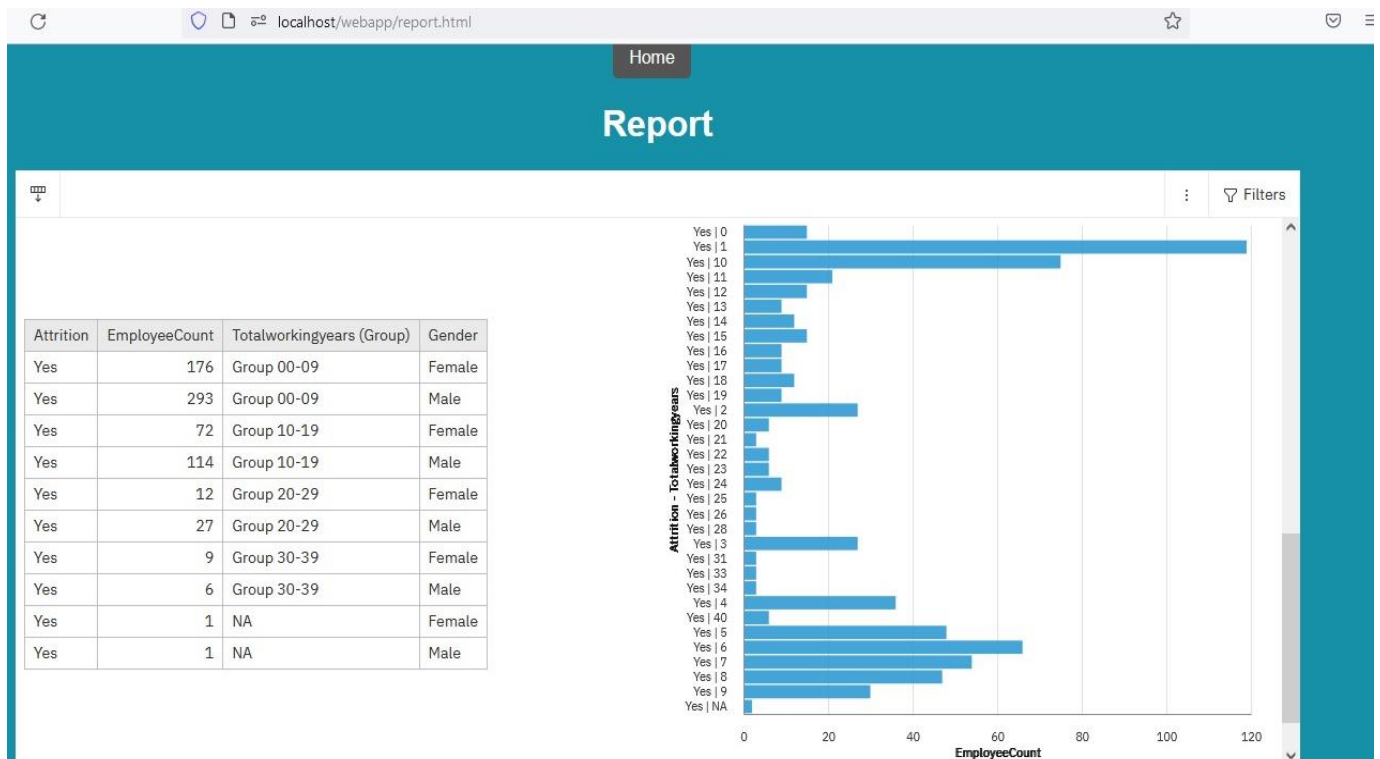 localhost/webapp/report.html
Home
Report
Filters
Attrition EmployeeCount Totalworkingyears (Group) Gender
Yes 176 Group 00-09 Female
Yes 293 Group 00-09 Male
Yes 72 Group 10-19 Female
Yes 114 Group 10-19 Male
Yes 12 Group 20-29 Female
Yes 27 Group 20-29 Male
Yes 9 Group 30-39 Female
Yes 6 Group 30-39 Male
Yes 1 NA Female
Yes 1 NA Male
Attrition - Totalworkingyears
Yes | 0
Yes | 1
Yes | 10
Yes | 11
Yes | 12
Yes | 13
Yes | 14
Yes | 15
Yes | 16
Yes | 17
Yes | 18
Yes | 19
Yes | 2
Yes | 20
Yes | 21
Yes | 22
Yes | 23
Yes | 24
Yes | 25
Yes | 26
Yes | 28
Yes | 3
Yes | 31
Yes | 33
Yes | 34
Yes | 4
Yes | 40
Yes | 5
Yes | 6
Yes | 7
Yes | 8
Yes | 9
Yes | NA
0 20 40 60 80 100 120
EmployeeCount